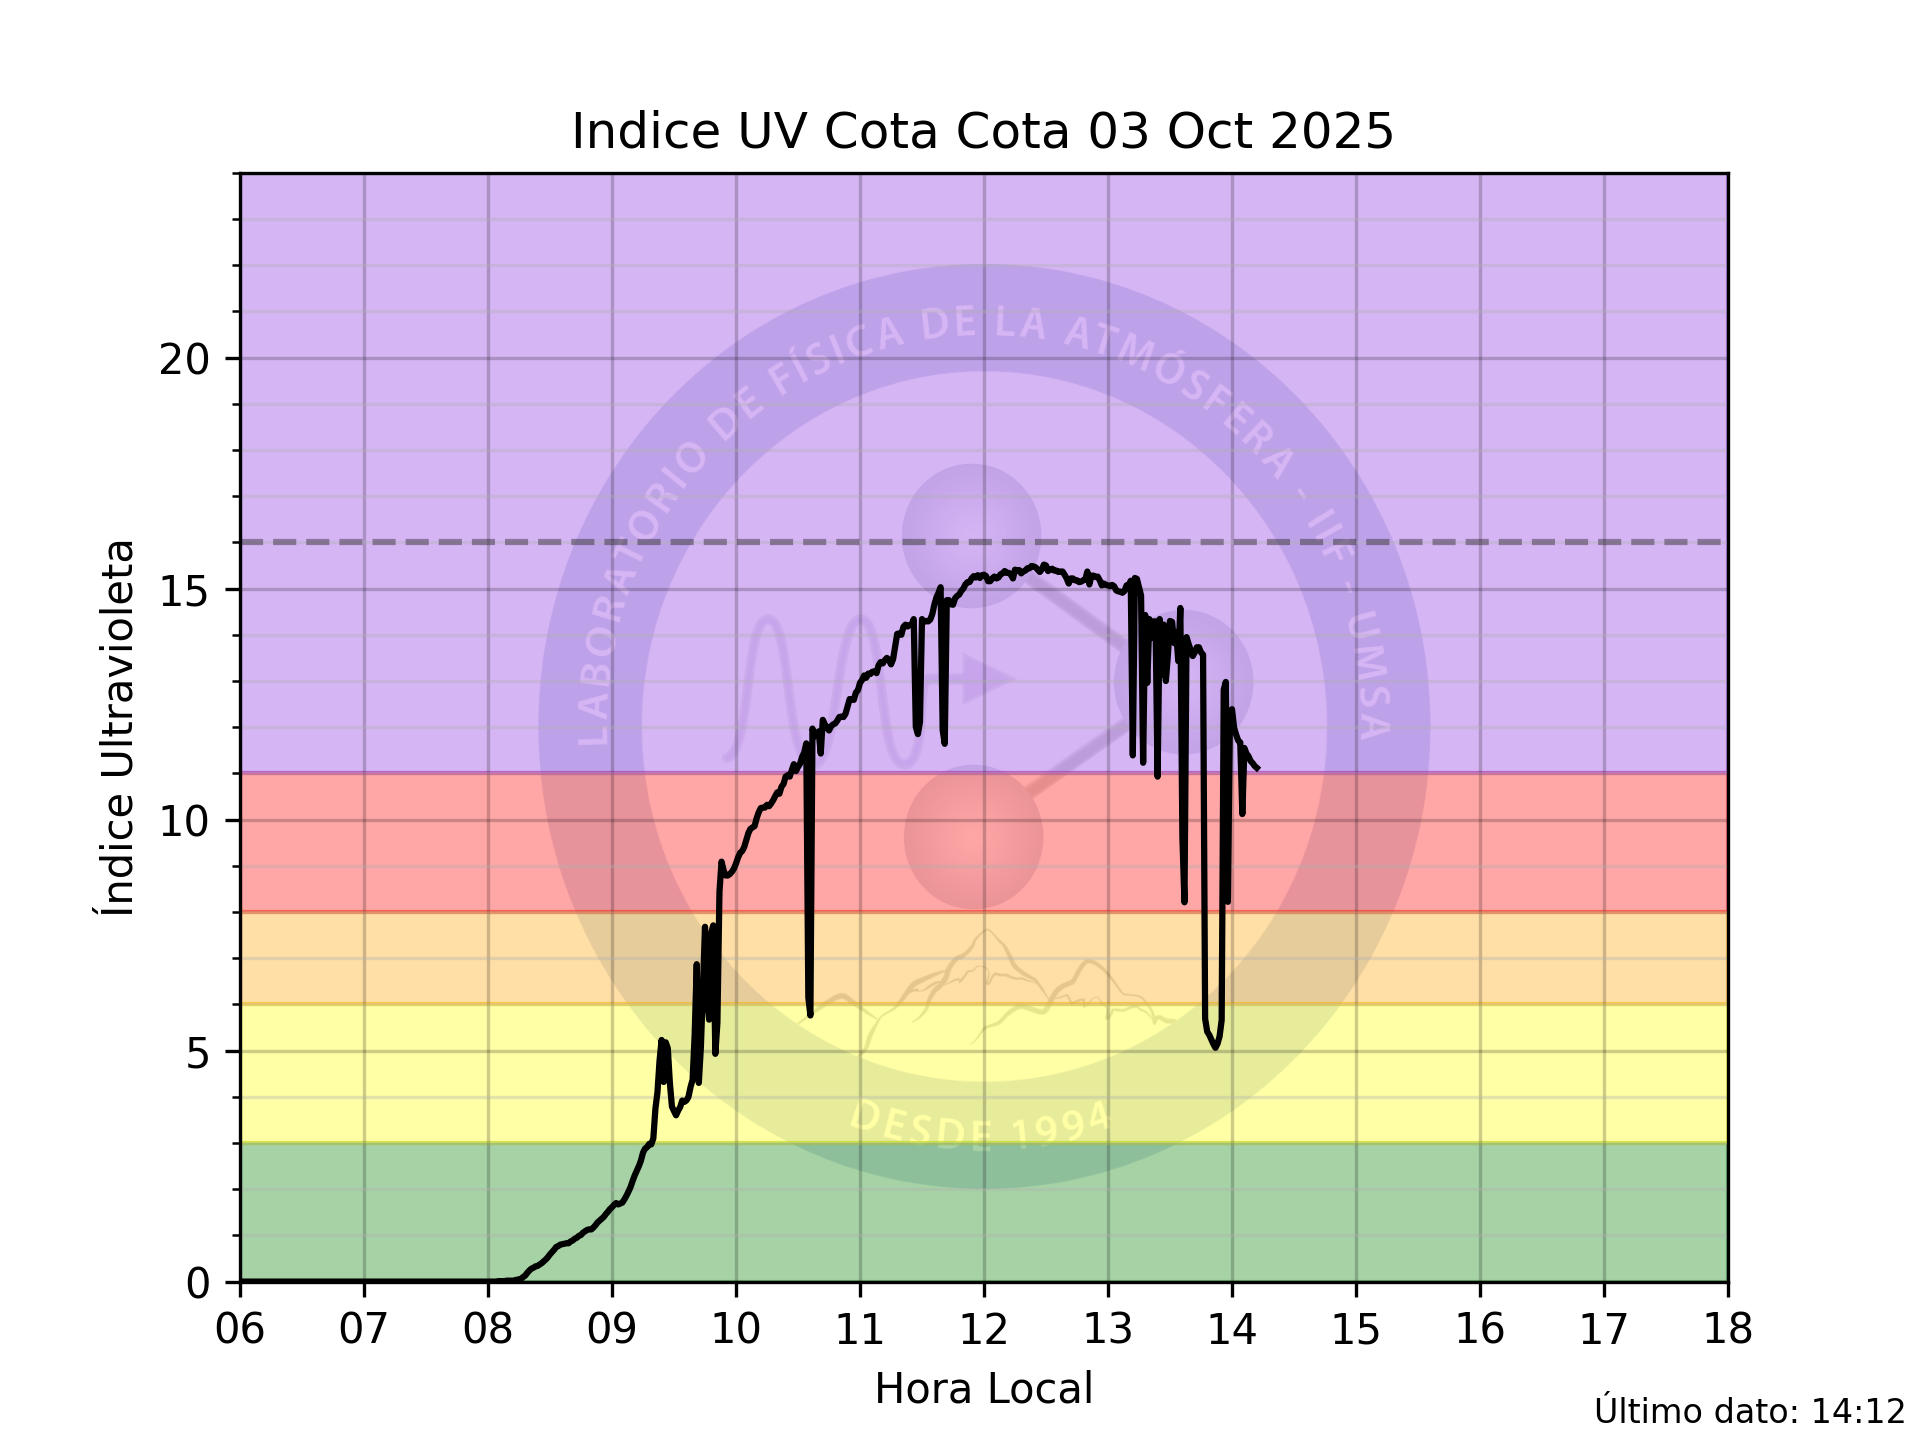 Indice UV Cota Cota 03 Oct 2025
LABORATORIO DE FÍSICA DE LA ATMÓSFERA - IIF - UMSA
DESDE 1994
Índice Ultravioleta
20
15
10
5
0
06 07 08 09 10 11 12 13 14 15 16 17 18
Hora Local
Último dato: 14:12